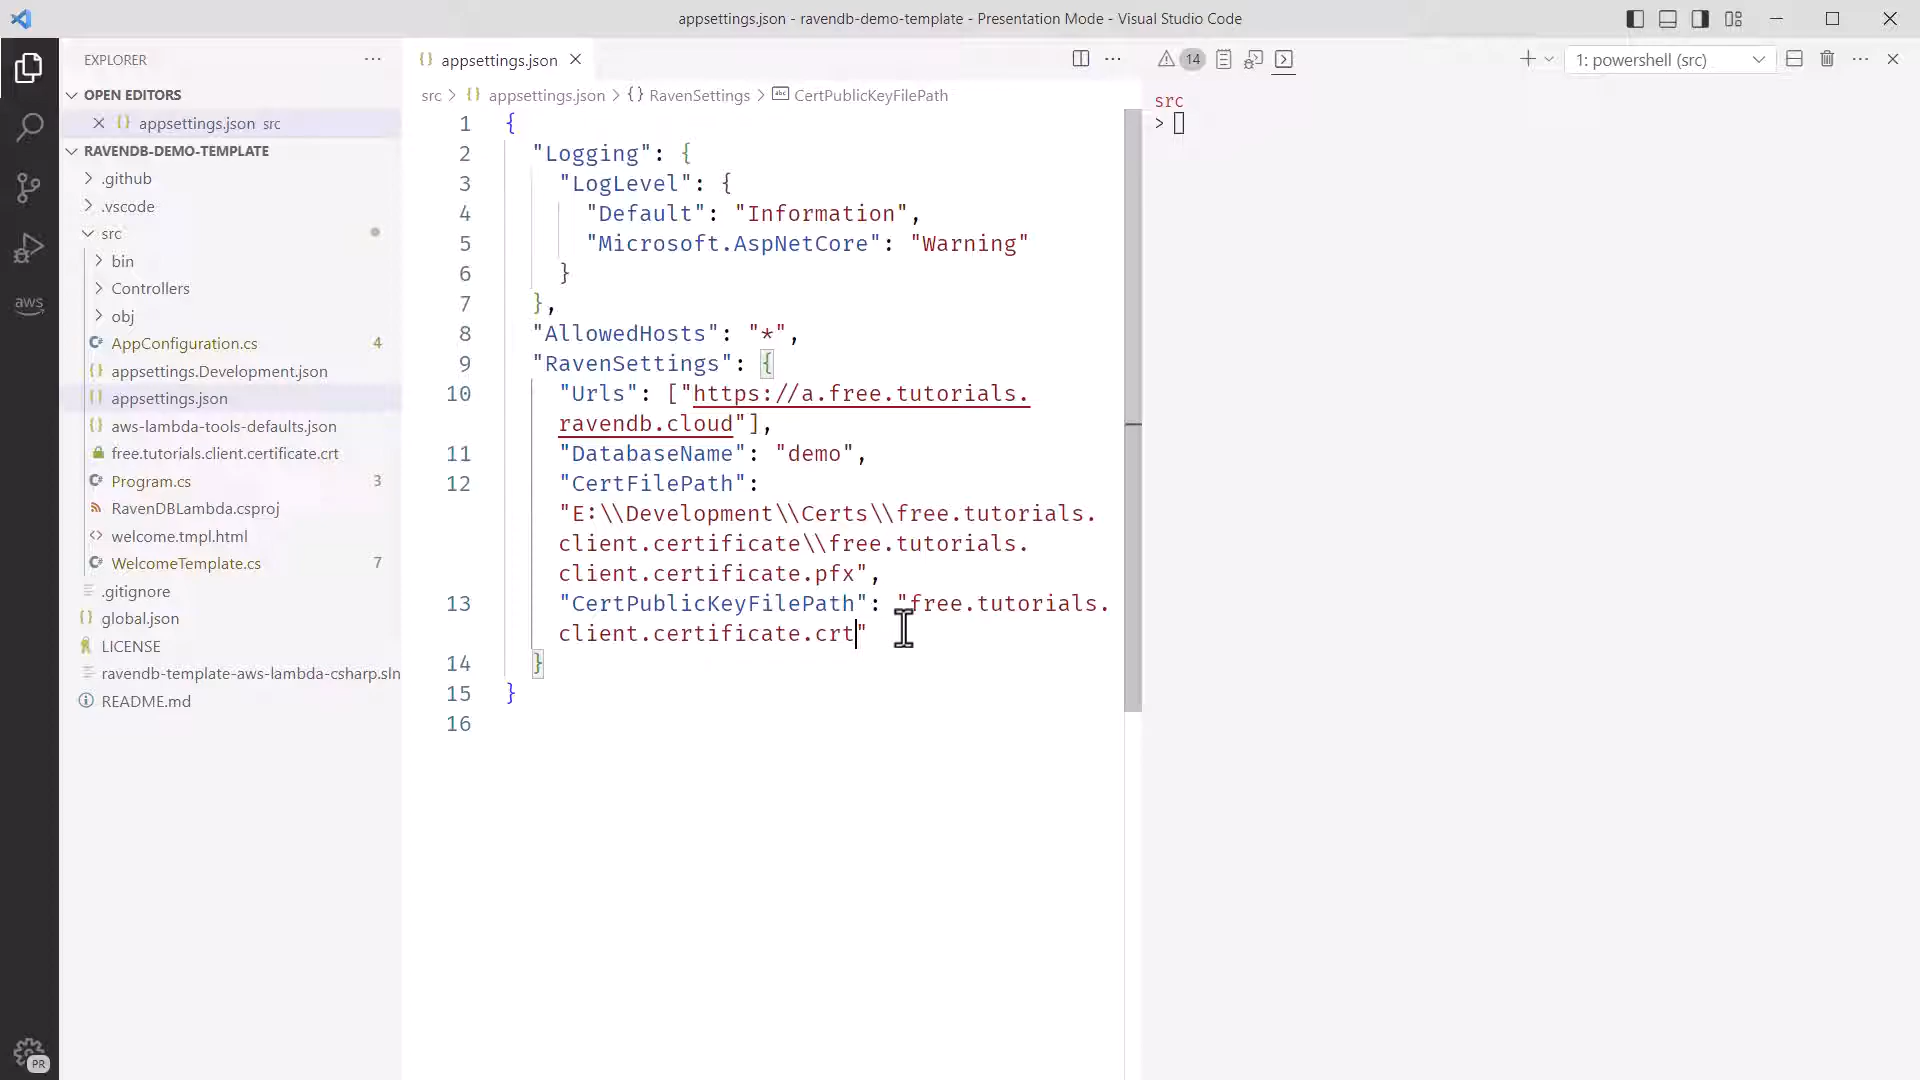 appsettings.json - ravendb-demo-template - Presentation Mode - Visual Studio Code
EXPLORER
OPEN EDITORS
appsettings.json src
RAVENDB-DEMO-TEMPLATE
.github
.vscode
src
bin
Controllers
obj
AppConfiguration.cs 4
appsettings.Development.json
appsettings.json
aws-lambda-tools-defaults.json
free.tutorials.client.certificate.crt
Program.cs 3
RavenDBLambda.csproj
welcome.tmpl.html
WelcomeTemplate.cs 7
.gitignore
global.json
LICENSE
ravendb-template-aws-lambda-csharp.sln
README.md
aws
PR
appsettings.json
src > {} appsettings.json > {} RavenSettings > abc CertPublicKeyFilePath
1 {
2 "Logging": {
3 "LogLevel": {
4 "Default": "Information",
5 "Microsoft.AspNetCore": "Warning"
6 }
7 },
8 "AllowedHosts": "*",
9 "RavenSettings": {
10 "Urls": ["https://a.free.tutorials.
ravendb.cloud"],
11 "DatabaseName": "demo",
12 "CertFilePath":
"E:\\Development\\Certs\\free.tutorials.
client.certificate\\free.tutorials.
client.certificate.pfx",
13 "CertPublicKeyFilePath": "free.tutorials.
client.certificate.crt"
14 }
15 }
16
14
1: powershell (src)
src
>